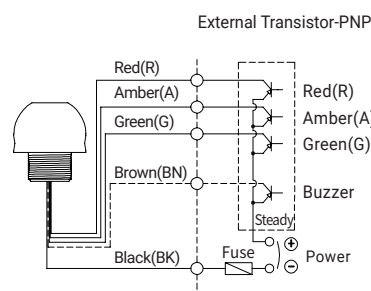 External Transistor-PNP
Red(R)
Amber(A)
Green(G)
Brown(BN)
Black(BK)
Red(R)
Amber(A)
Green(G)
Buzzer
Steady
Fuse
+
Power
−